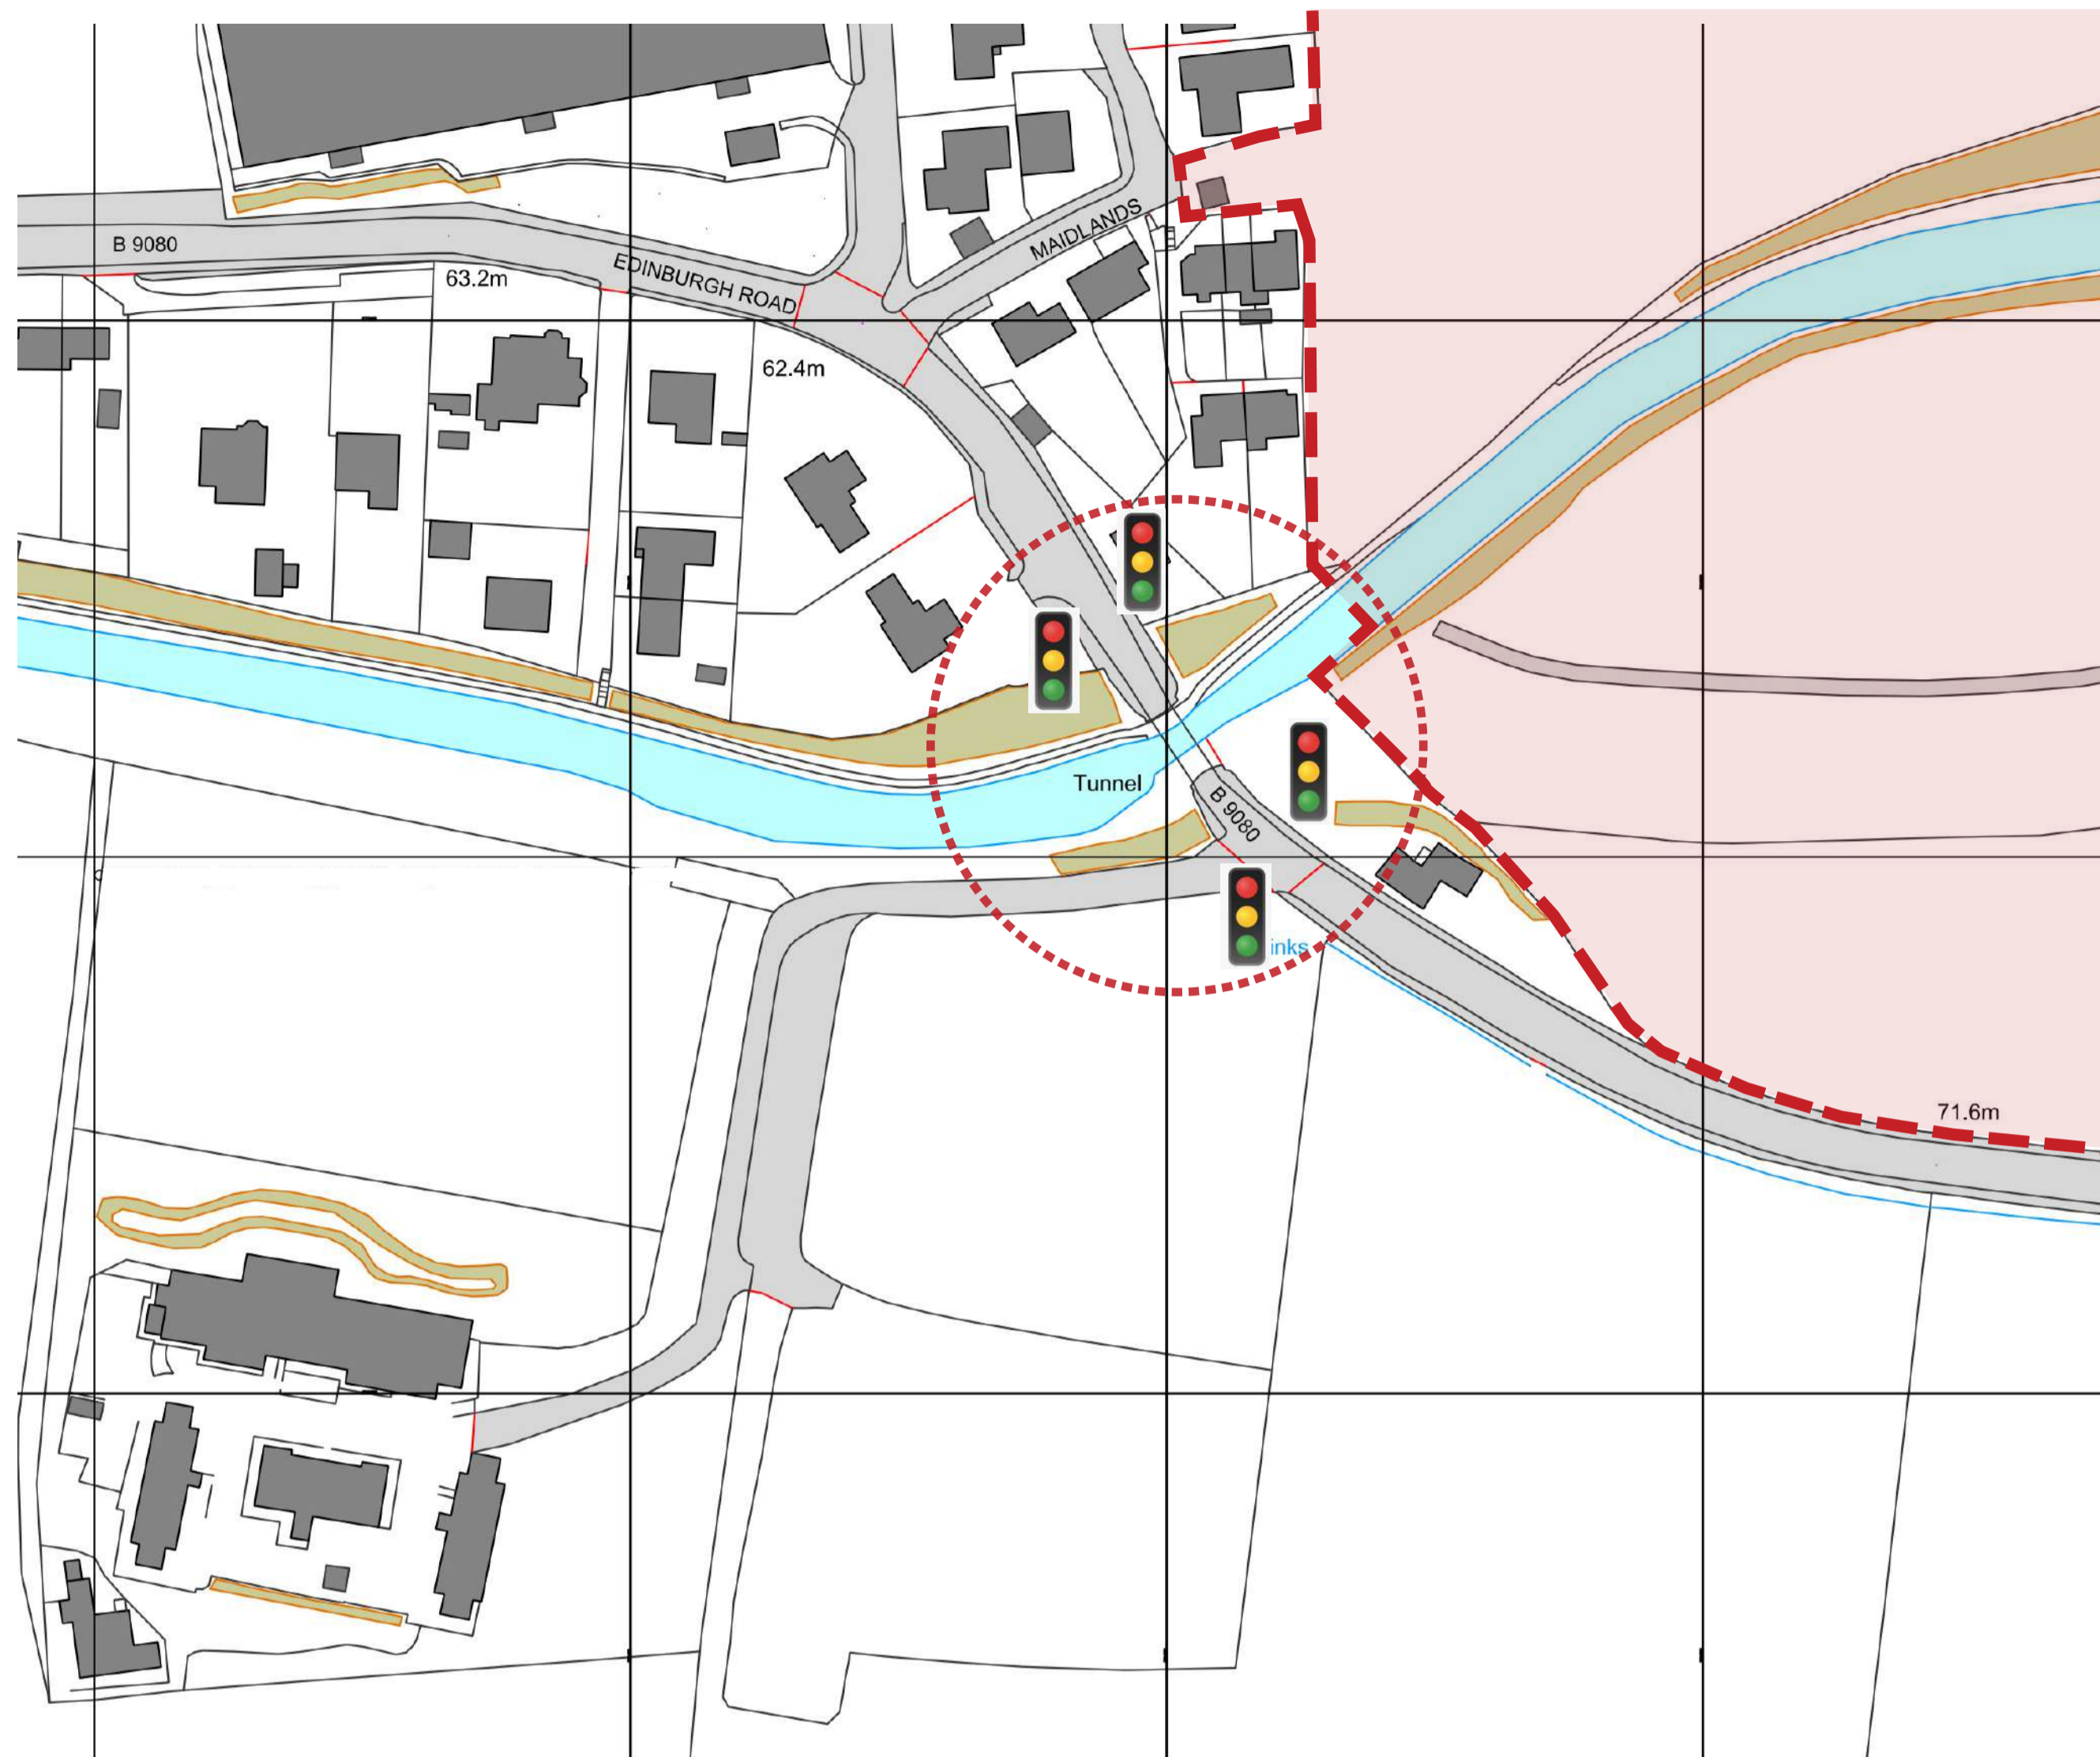 B 9080
EDINBURGH ROAD
MAIDLANDS
63.2m
62.4m
Tunnel
B 9080
inks
71.6m